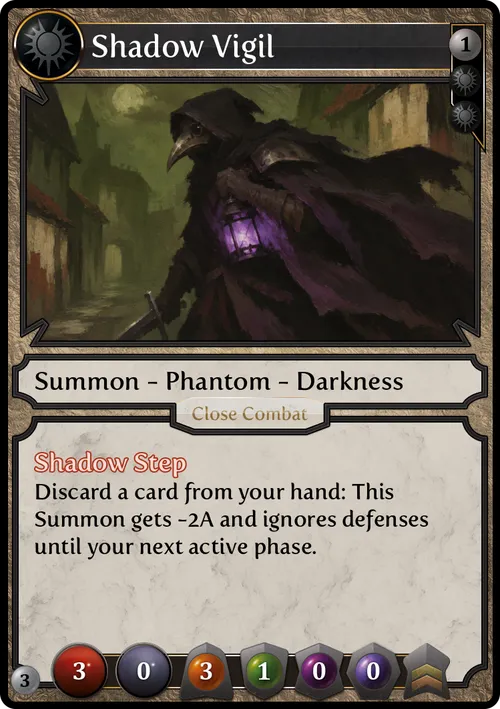 Shadow Vigil
1
Summon - Phantom - Darkness
Close Combat
Shadow Step
Discard a card from your hand: This
Summon gets -2A and ignores defenses
until your next active phase.
3
3*
0*
3
1
0
0